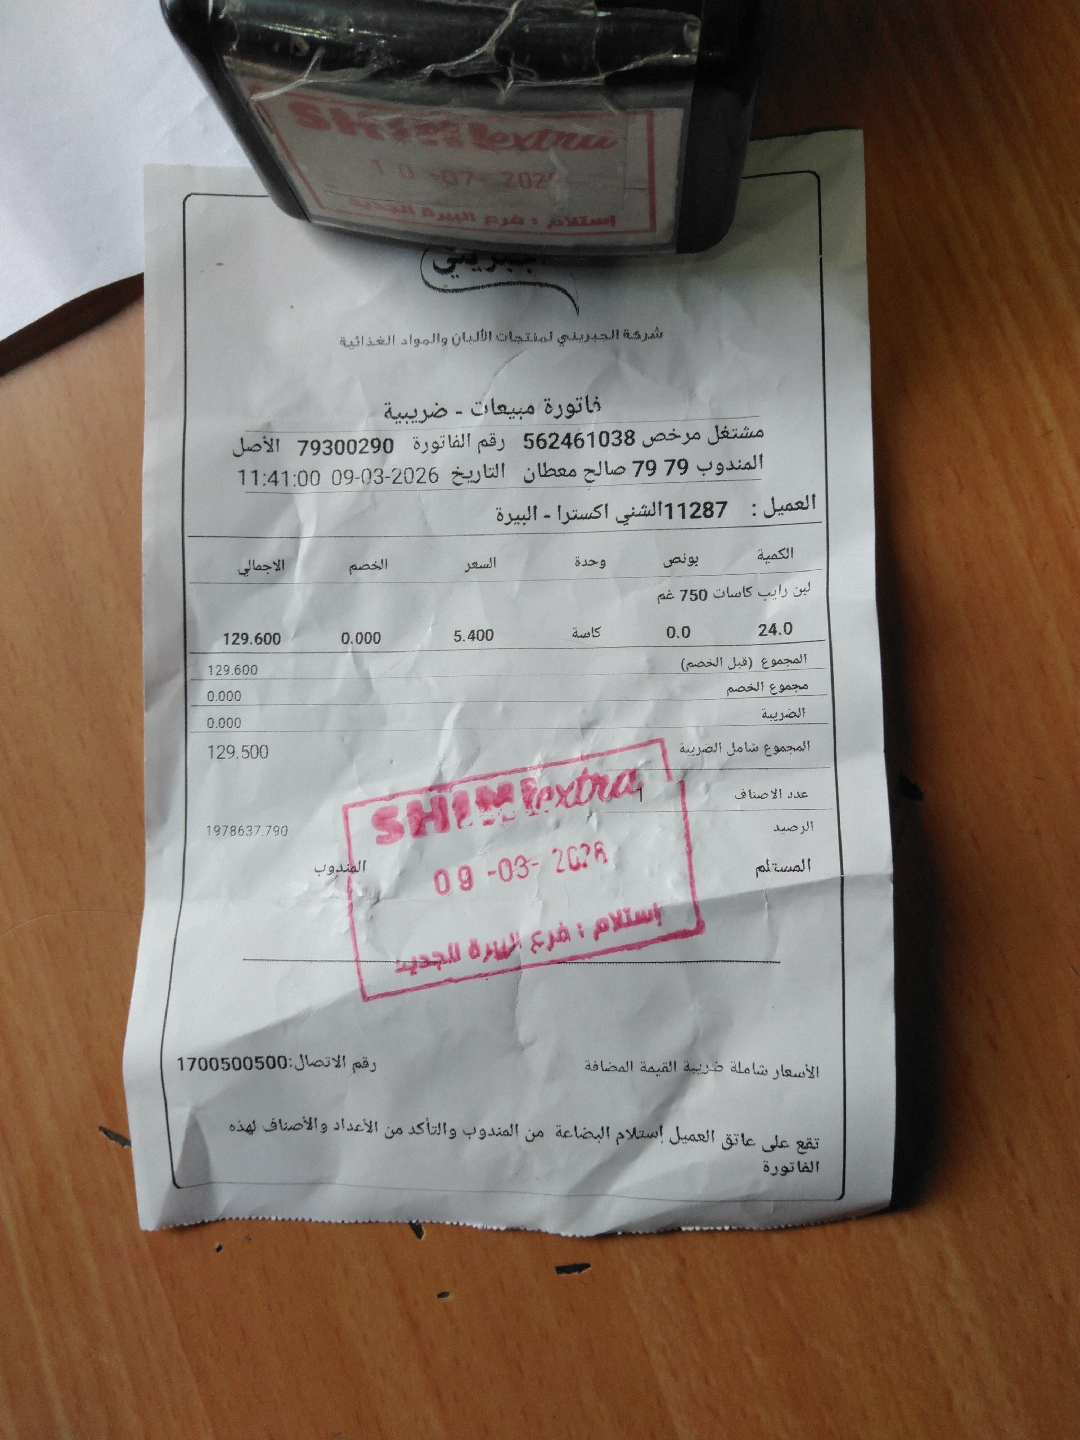 SHINI extra
10 -07- 202
إستلام : فرع البيرة الجديد
الجبريني
شركة الجبريني لمنتجات الألبان والمواد الغذائية
فاتورة مبيعات - ضريبية
مشتغل مرخص 562461038 رقم الفاتورة 79300290 الأصل
المندوب 79 79 صالح معطان التاريخ 09-03-2026 11:41:00
العميل : 11287الشني اكسترا - البيرة
الكمية بونص وحدة السعر الخصم الاجمالي
لبن رايب كاسات 750 غم
24.0 0.0 كاسة 5.400 0.000 129.600
المجموع (قبل الخصم) 129.600
مجموع الخصم 0.000
الضريبة 0.000
المجموع شامل الضريبة 129.500
عدد الاصناف 1
الرصيد 1978637.790
المستلم المندوب
SHINI extra
09 -03- 2026
إستلام : فرع البيرة الجديد
الأسعار شاملة ضريبة القيمة المضافة رقم الاتصال:1700500500
تقع على عاتق العميل إستلام البضاعة من المندوب والتأكد من الأعداد والأصناف لهذه
الفاتورة